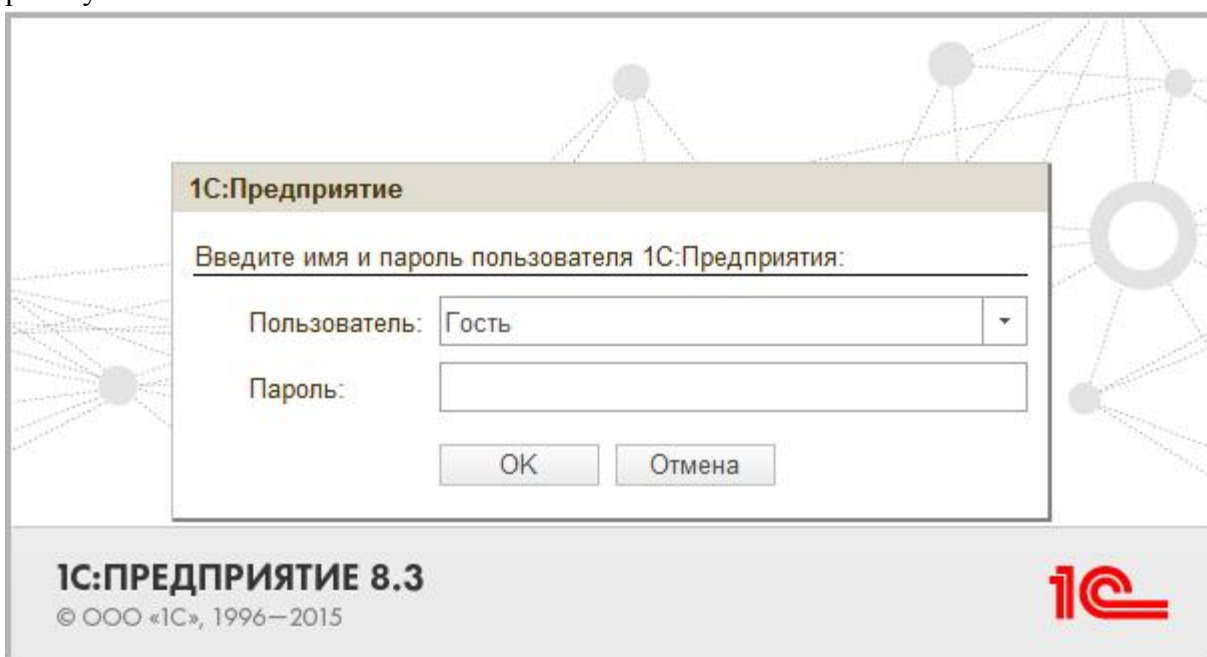 1С:Предприятие
Введите имя и пароль пользователя 1С:Предприятия:
Пользователь: Гость
Пароль:
OK Отмена
1С:ПРЕДПРИЯТИЕ 8.3
© ООО «1С», 1996—2015
1С